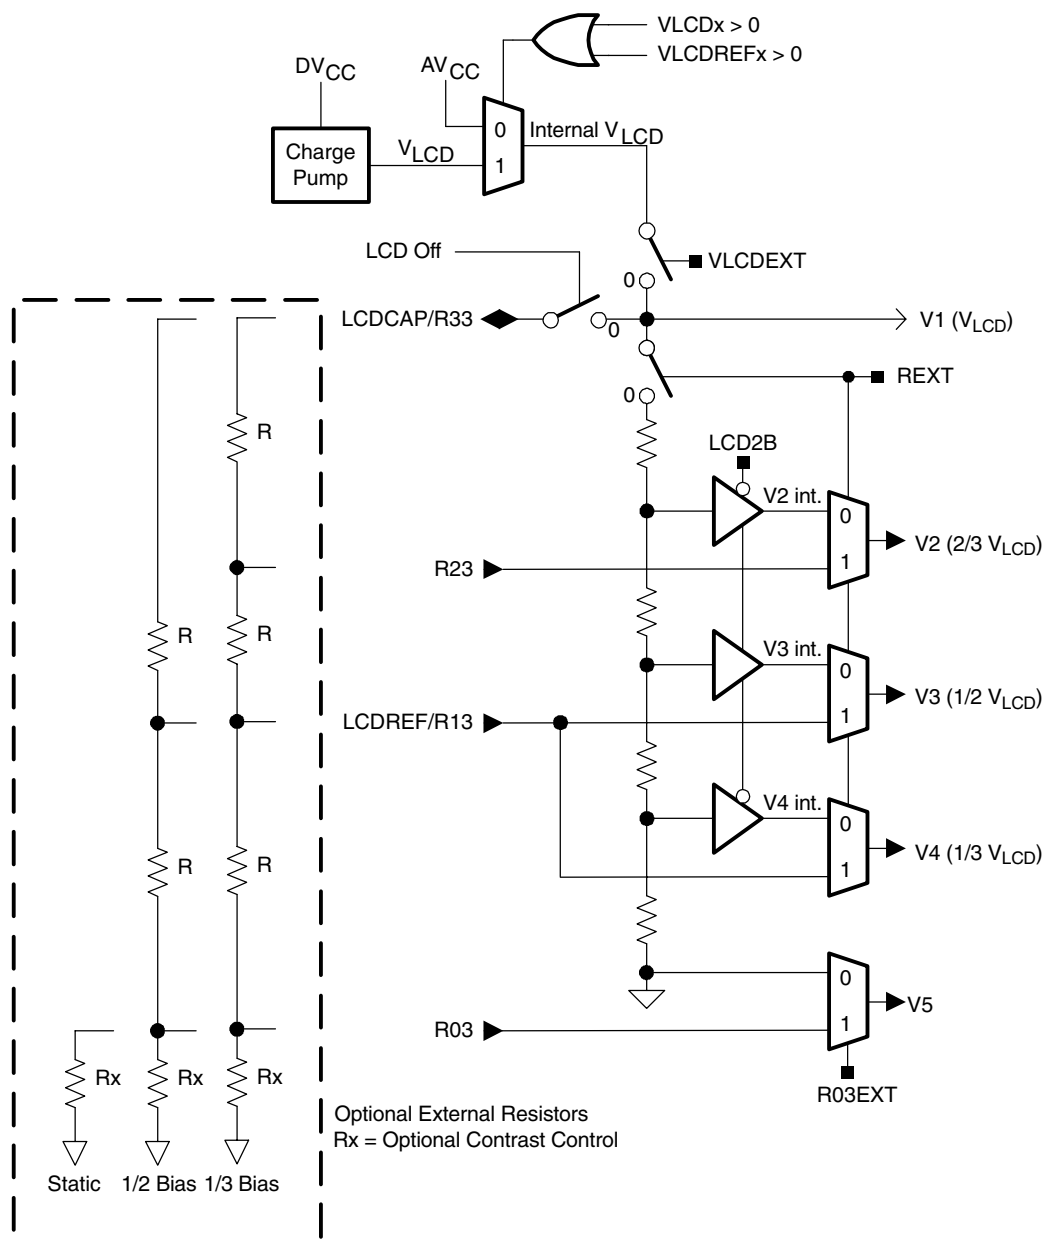 VLCDx > 0
VLCDREFx > 0
DVCC
AVCC
0
1
Internal VLCD
Charge
Pump
VLCD
LCD Off
VLCDEXT
0
LCDCAP/R33
0
V1 (VLCD)
REXT
0
R
LCD2B
V2 int.
0
1
V2 (2/3 VLCD)
R23
R
R
V3 int.
0
1
V3 (1/2 VLCD)
LCDREF/R13
V4 int.
0
1
V4 (1/3 VLCD)
R
R
0
1
V5
R03
Rx
Rx
Rx
R03EXT
Optional External Resistors
Rx = Optional Contrast Control
Static
1/2 Bias
1/3 Bias